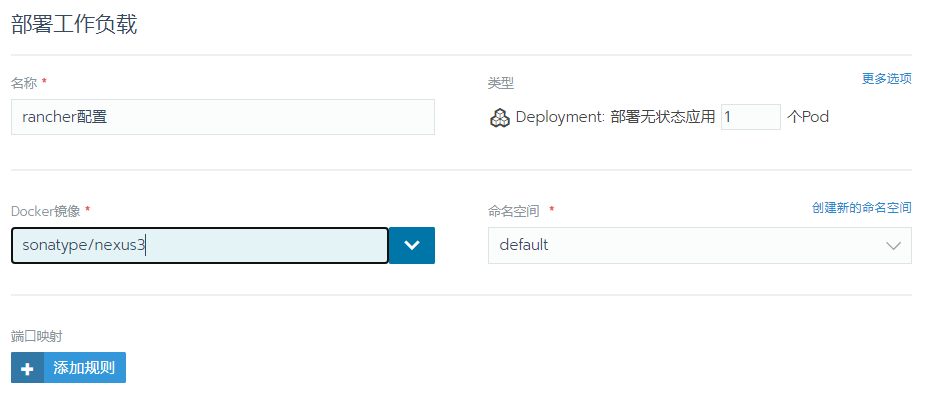 部署工作负载
名称 *
类型
更多选项
rancher配置
Deployment: 部署无状态应用 1 个Pod
Docker镜像 *
命名空间 *
创建新的命名空间
sonatype/nexus3
default
端口映射
+ 添加规则